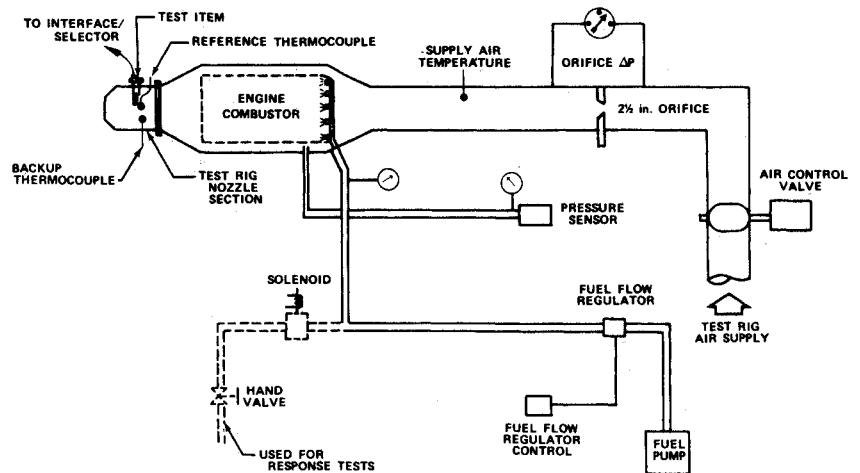 TO INTERFACE/
SELECTOR
TEST ITEM
REFERENCE THERMOCOUPLE
SUPPLY AIR
TEMPERATURE
ORIFICE ΔP
ENGINE
COMBUSTOR
2½ in. ORIFICE
BACKUP
THERMOCOUPLE
TEST RIG
NOZZLE
SECTION
PRESSURE
SENSOR
AIR CONTROL
VALVE
SOLENOID
FUEL FLOW
REGULATOR
TEST RIG
AIR SUPPLY
HAND
VALVE
USED FOR
RESPONSE TESTS
FUEL FLOW
REGULATOR
CONTROL
FUEL
PUMP